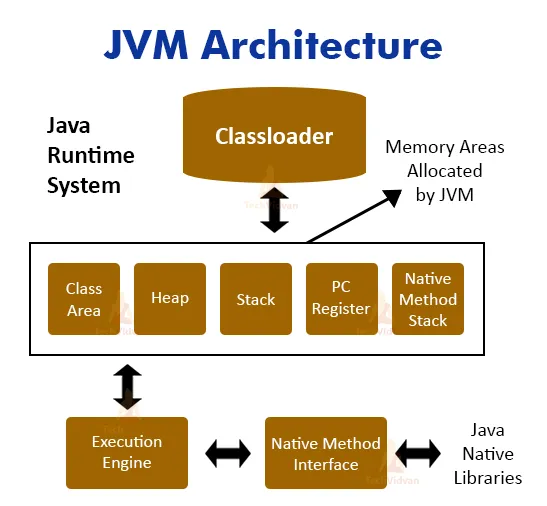 JVM Architecture
Java
Runtime
System
Classloader
Memory Areas
Allocated
by JVM
Class
Area
Heap
Stack
PC
Register
Native
Method
Stack
Execution
Engine
Native Method
Interface
Java
Native
Libraries